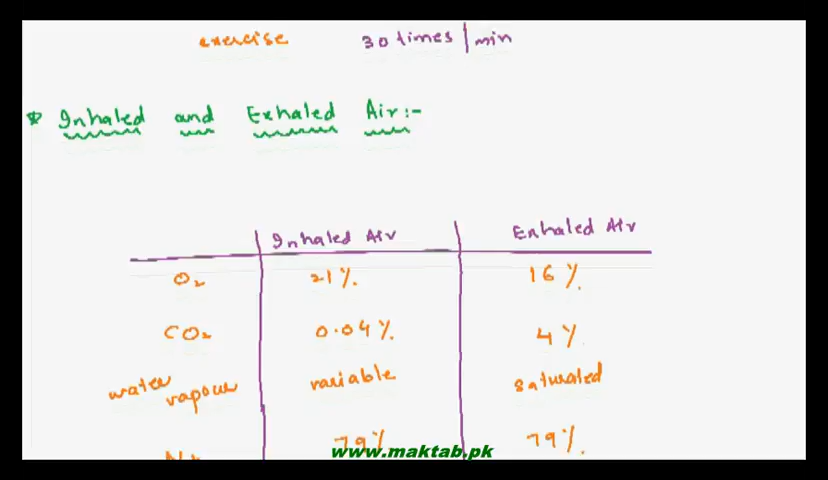 exercise 30 times / min
* Inhaled and Exhaled Air :-
Inhaled Air Exhaled Air
O₂ 21% 16%
CO₂ 0.04% 4%
water vapour variable saturated
79% 79%
www.maktab.pk